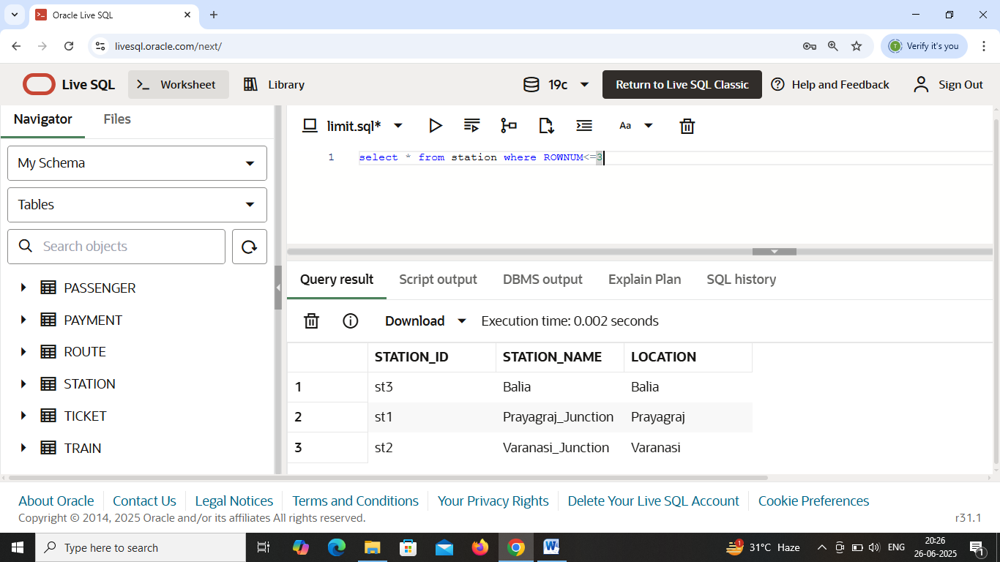 Oracle Live SQL
livesql.oracle.com/next/
Verify it's you
Live SQL Worksheet Library 19c Return to Live SQL Classic Help and Feedback Sign Out
Navigator Files
limit.sql* Aa
My Schema
Tables
Search objects
PASSENGER
PAYMENT
ROUTE
STATION
TICKET
TRAIN
1 select * from station where ROWNUM<=3
Query result Script output DBMS output Explain Plan SQL history
Download Execution time: 0.002 seconds
STATION_ID STATION_NAME LOCATION
1 st3 Balia Balia
2 st1 Prayagraj_Junction Prayagraj
3 st2 Varanasi_Junction Varanasi
About Oracle Contact Us Legal Notices Terms and Conditions Your Privacy Rights Delete Your Live SQL Account Cookie Preferences
Copyright © 2014, 2025 Oracle and/or its affiliates All rights reserved. r31.1
Type here to search 31°C Haze ENG 20:26
26-06-2025 1